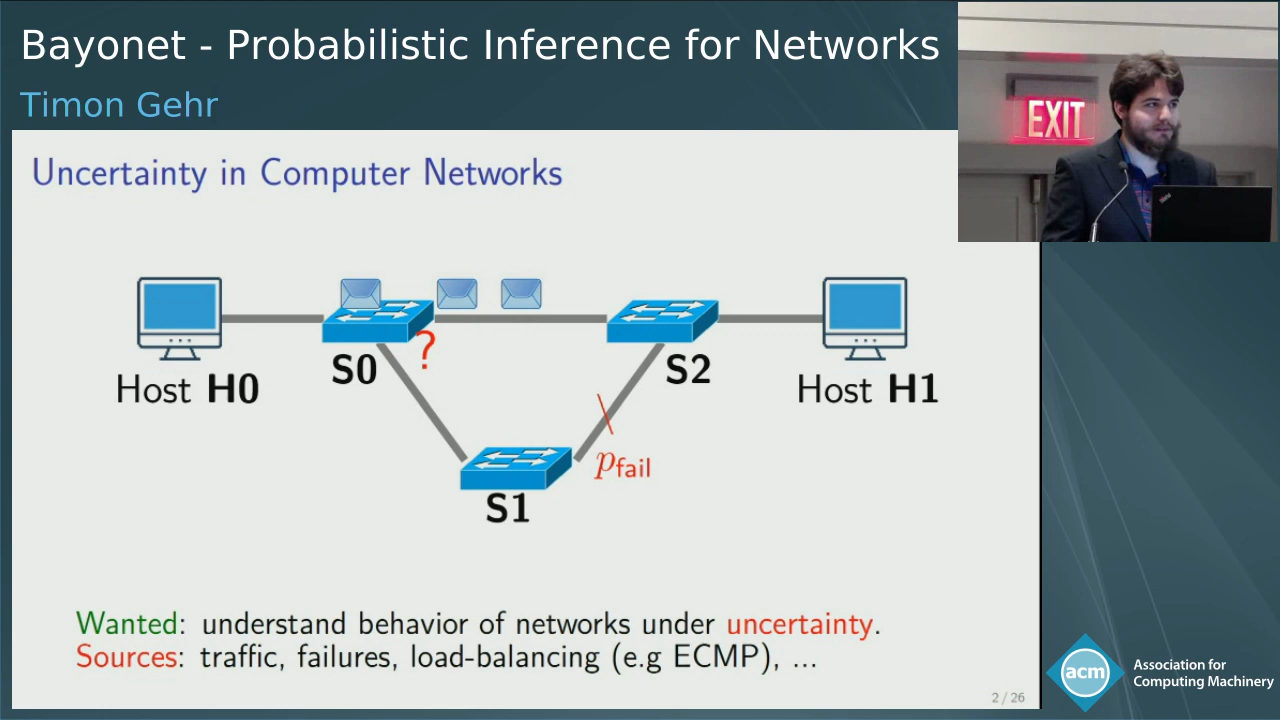 Bayonet - Probabilistic Inference for Networks
Timon Gehr
EXIT
Uncertainty in Computer Networks
?
S0
S2
Host H0
Host H1
pfail
S1
Wanted: understand behavior of networks under uncertainty.
Sources: traffic, failures, load-balancing (e.g ECMP), ...
2 / 26
acm
Association for
Computing Machinery